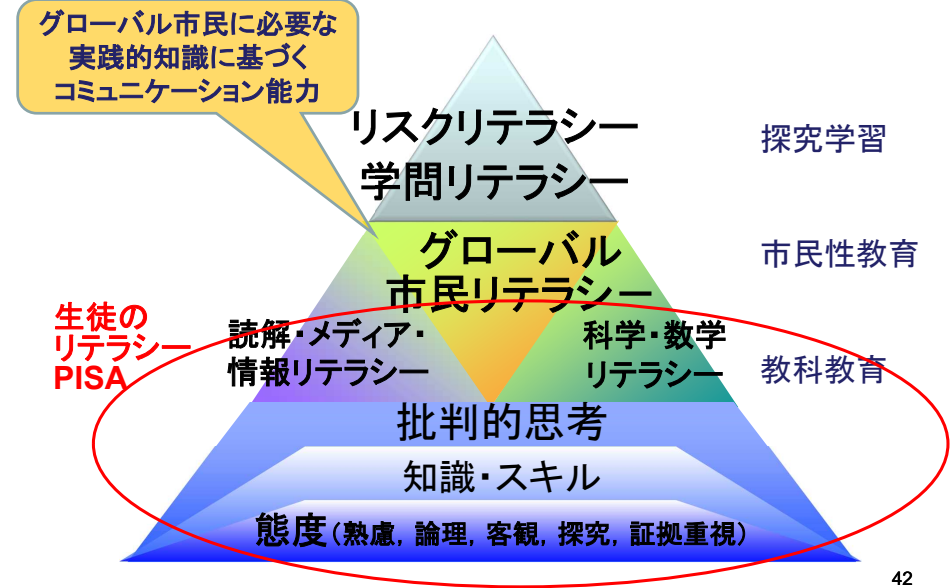 グローバル市民に必要な
実践的知識に基づく
コミュニケーション能力
リスクリテラシー
学問リテラシー
探究学習
グローバル
市民リテラシー
市民性教育
生徒の
リテラシー
PISA
読解・メディア・
情報リテラシー
科学・数学
リテラシー
教科教育
批判的思考
知識・スキル
態度（熟慮, 論理, 客観, 探究, 証拠重視）
42